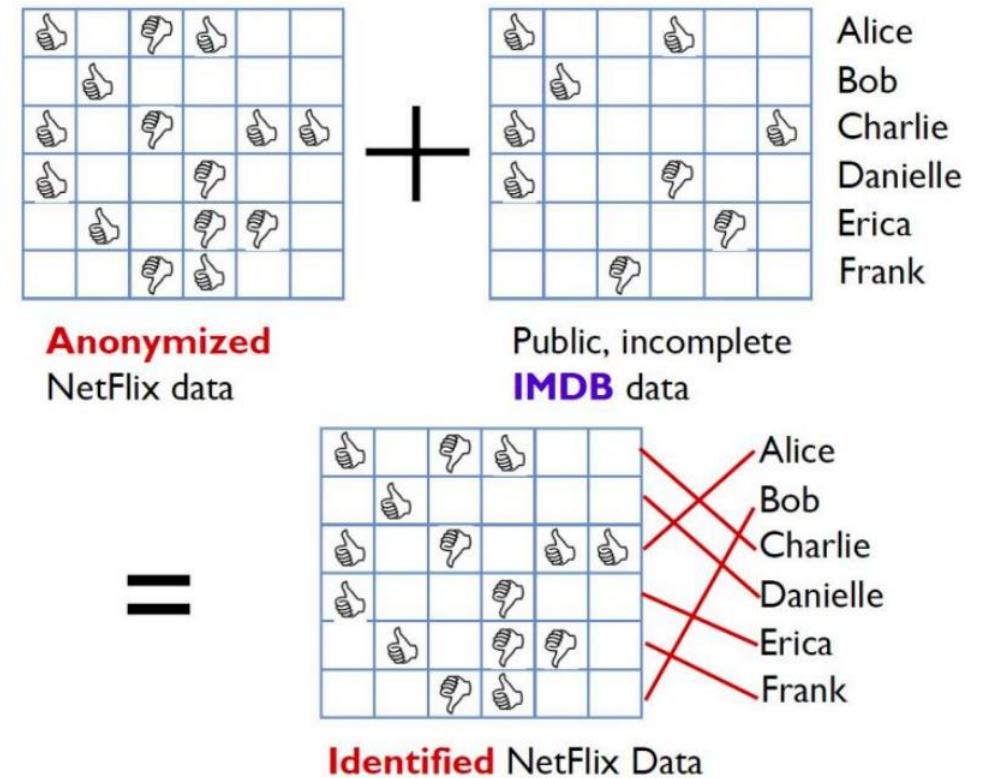 Alice
Bob
Charlie
Danielle
Erica
Frank
Anonymized
NetFlix data
Public, incomplete
IMDB data
Alice
Bob
Charlie
Danielle
Erica
Frank
Identified NetFlix Data